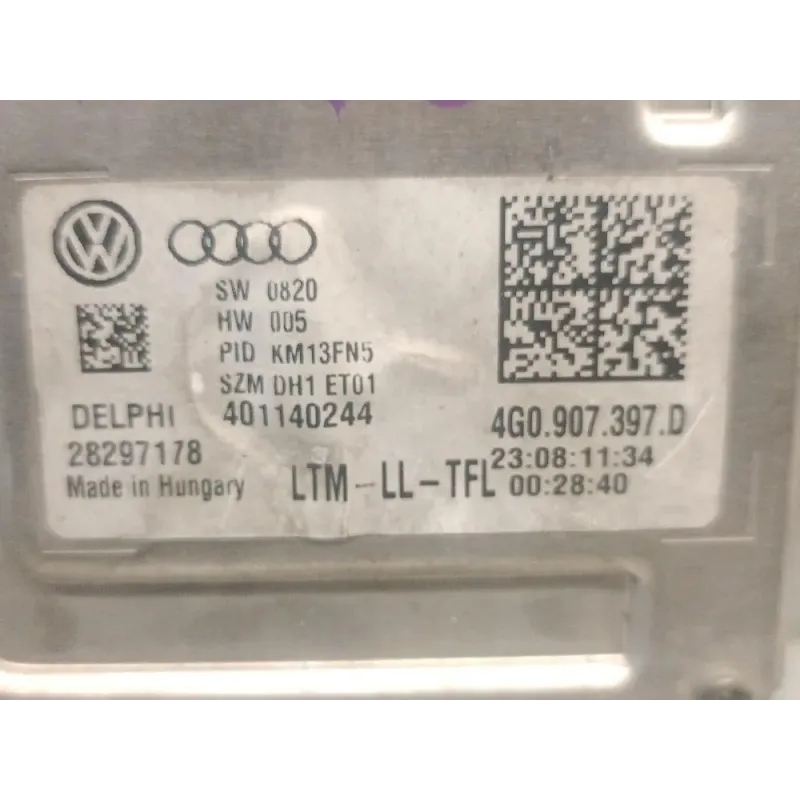 SW 0820
HW 005
PID KM13FN5
SZM DH1 ET01
DELPHI 401140244
28297178
Made in Hungary
LTM-LL-TFL
4G0.907.397.D
23:08:11:34
00:28:40